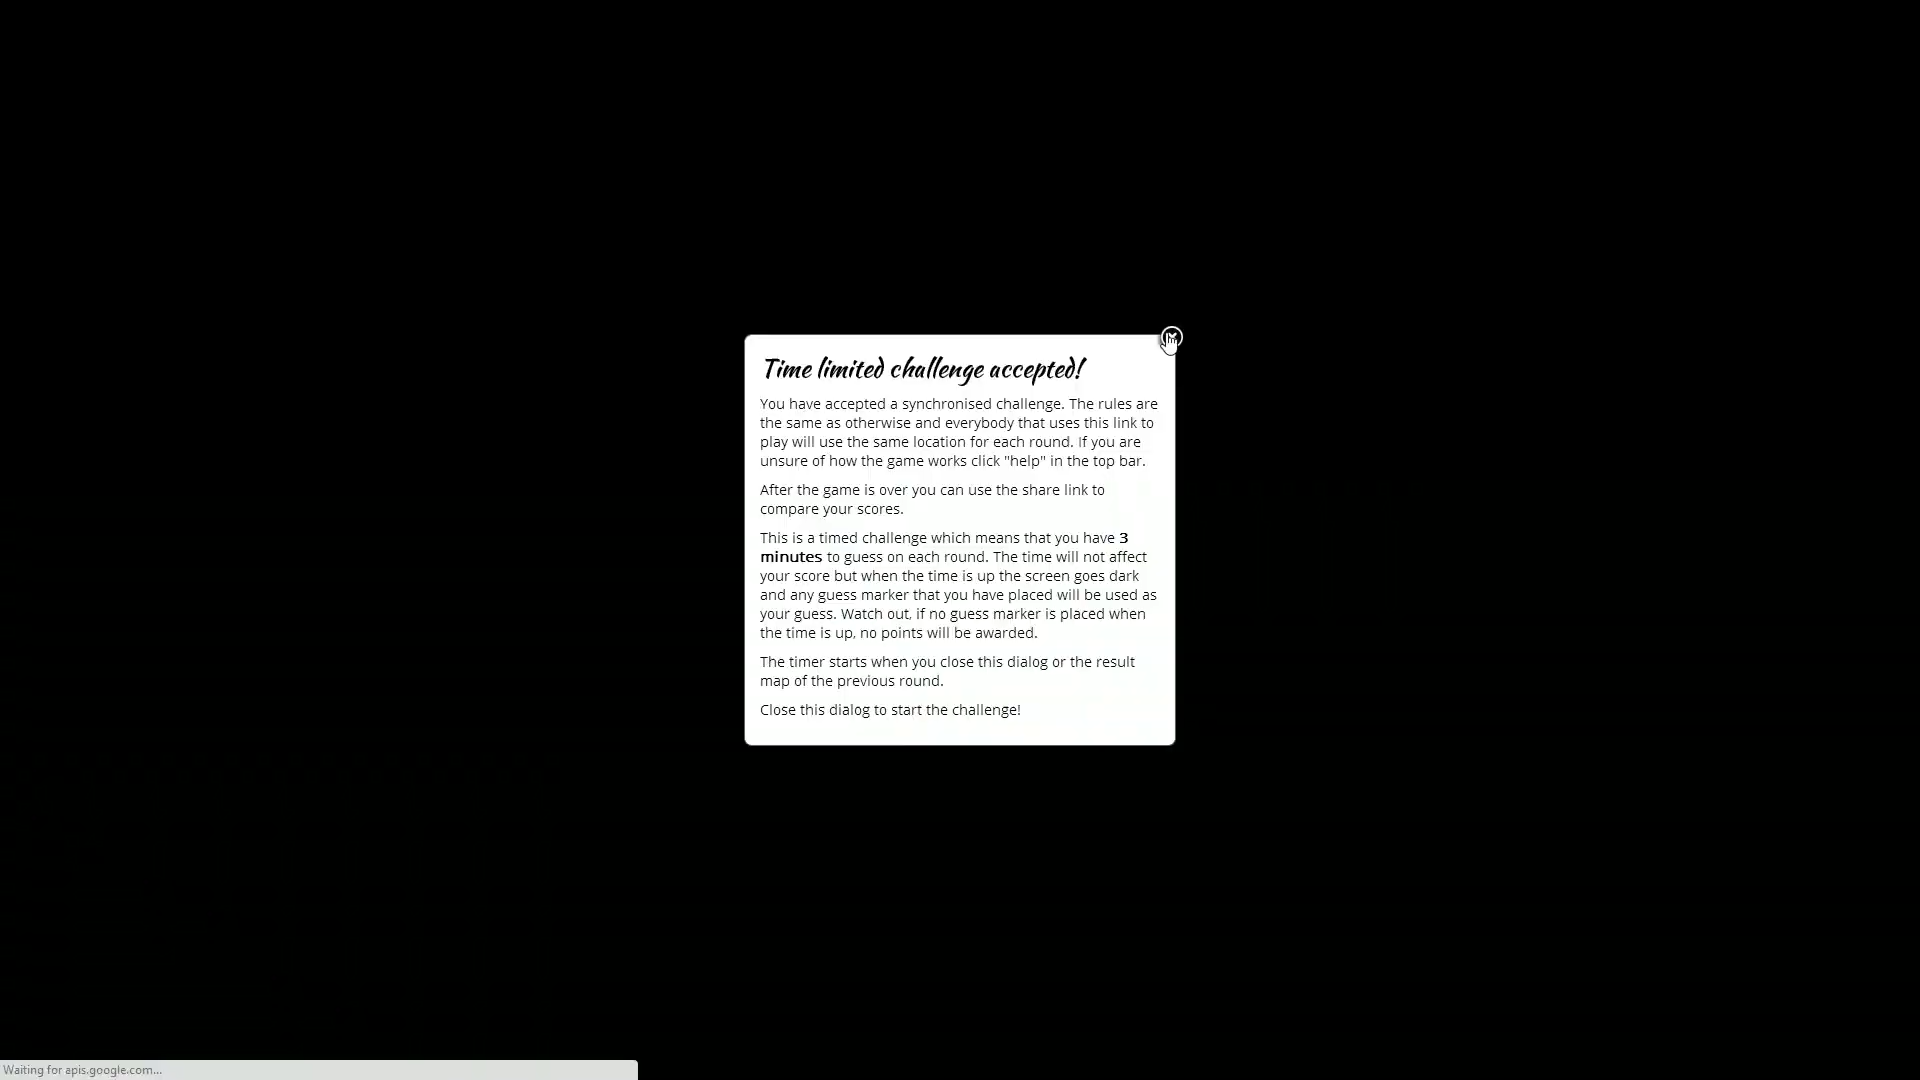 Time limited challenge accepted!
You have accepted a synchronised challenge. The rules are
the same as otherwise and everybody that uses this link to
play will use the same location for each round. If you are
unsure of how the game works click "help" in the top bar.
After the game is over you can use the share link to
compare your scores.
This is a timed challenge which means that you have 3
minutes to guess on each round. The time will not affect
your score but when the time is up the screen goes dark
and any guess marker that you have placed will be used as
your guess. Watch out, if no guess marker is placed when
the time is up, no points will be awarded.
The timer starts when you close this dialog or the result
map of the previous round.
Close this dialog to start the challenge!
Waiting for apis.google.com...